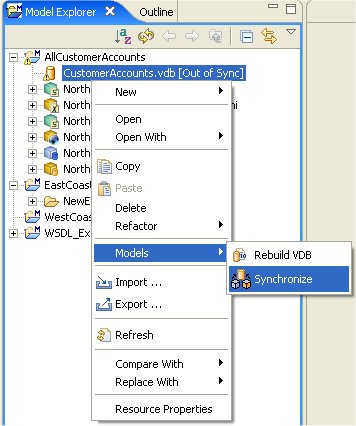 Model Explorer
Outline
AllCustomerAccounts
CustomerAccounts.vdb [Out of Sync]
North
North
North
North
North
EastCoast
NewE
WestCoas
WSDL_Ex
New
Open
Open With
Copy
Paste
Delete
Refactor
Models
Import ...
Export ...
Refresh
Compare With
Replace With
Resource Properties
Rebuild VDB
Synchronize